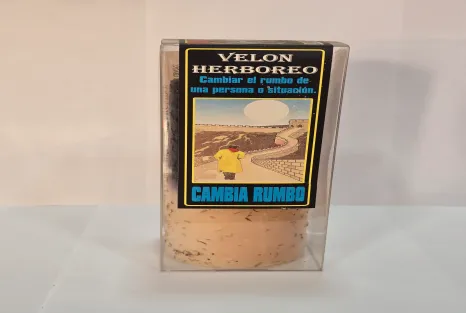 VELON
HERBOREO
Cambiar el rumbo de
una persona o situación.
CAMBIA RUMBO